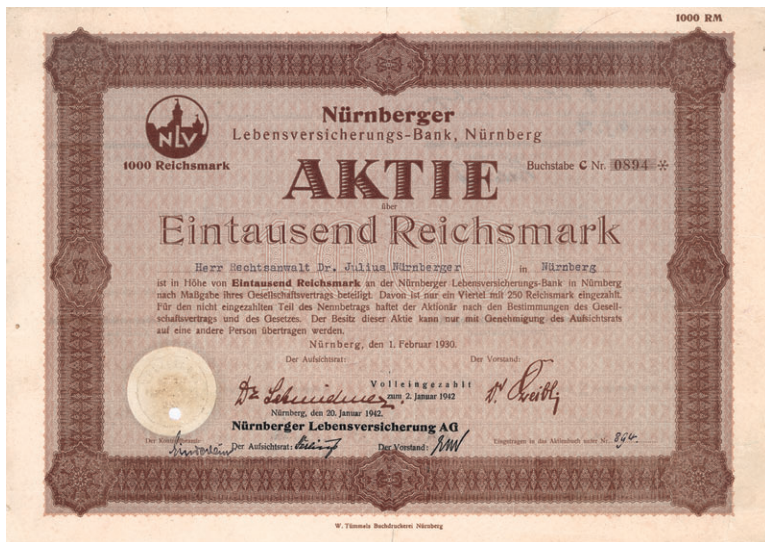 1000 RM
NLV
1000 Reichsmark
Nürnberger
Lebensversicherungs-Bank, Nürnberg
AKTIE
Buchstabe C Nr. 0894 *
über
Eintausend Reichsmark
Herr Rechtsanwalt Dr. Julius Nürnberger in Nürnberg
ist in Höhe von Eintausend Reichsmark an der Nürnberger Lebensversicherungs-Bank in Nürnberg
nach Maßgabe ihres Gesellschaftsvertrags beteiligt. Davon ist nur ein Viertel mit 250 Reichsmark eingezahlt.
Für den nicht eingezahlten Teil des Nennbetrags haftet der Aktionär nach den Bestimmungen des Gesell-
schaftsvertrags und des Gesetzes. Der Besitz dieser Aktie kann nur mit Genehmigung des Aufsichtsrats
auf eine andere Person übertragen werden.
Nürnberg, den 1. Februar 1930.
Der Aufsichtsrat: Der Vorstand:
Volleingezahlt
zum 2. Januar 1942
Nürnberg, den 20. Januar 1942.
Nürnberger Lebensversicherung AG
Der Aufsichtsrat: Der Vorstand:
Eingetragen in das Aktienbuch unter Nr. 894.
W. Tümmels Buchdruckerei Nürnberg